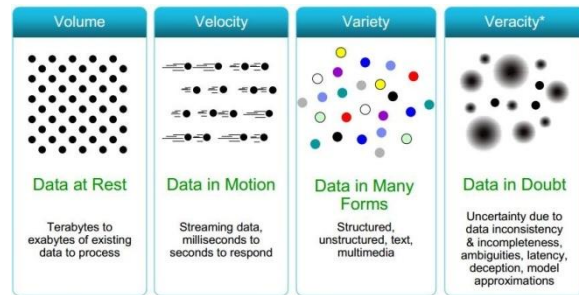 Volume
Data at Rest
Terabytes to
exabytes of existing
data to process
Velocity
Data in Motion
Streaming data,
milliseconds to
seconds to respond
Variety
Data in Many
Forms
Structured,
unstructured, text,
multimedia
Veracity*
Data in Doubt
Uncertainty due to
data inconsistency
& incompleteness,
ambiguities, latency,
deception, model
approximations